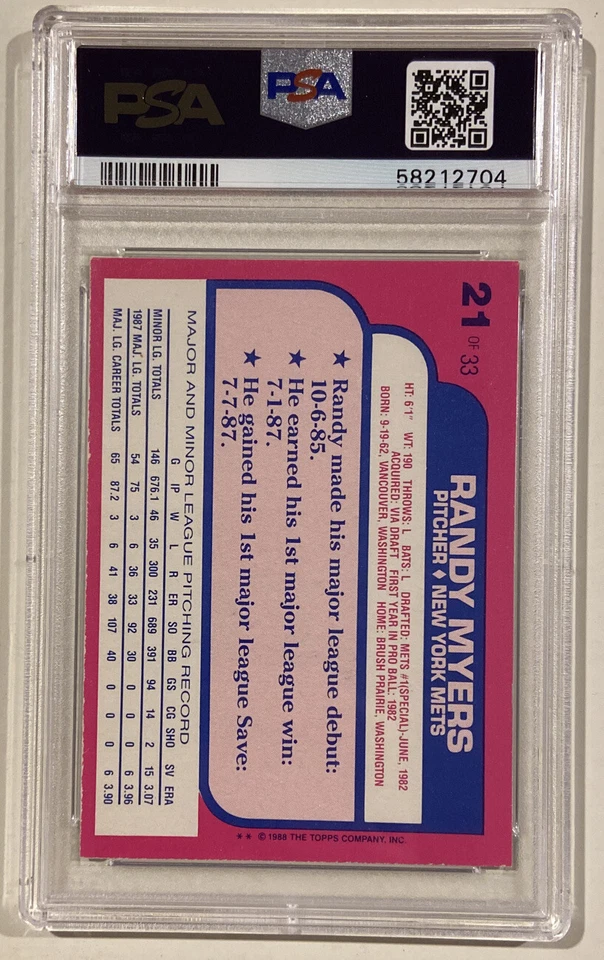 PSA
PSA
58212704
21 OF 33
RANDY MYERS
PITCHER ♦ NEW YORK METS
HT: 6'1" WT: 190 THROWS: L BATS: L DRAFTED: METS #1(SPECIAL)-JUNE, 1982
ACQUIRED: VIA DRAFT FIRST YEAR IN PRO BALL: 1982
BORN: 9-19-62, VANCOUVER, WASHINGTON HOME: BRUSH PRAIRIE, WASHINGTON
★ Randy made his major league debut:
10-6-85.
★ He earned his 1st major league win:
7-1-87.
★ He gained his 1st major league Save:
7-7-87.
MAJOR AND MINOR LEAGUE PITCHING RECORD
G IP W L R ER SO BB GS CG SHO SV ERA
MINOR LG. TOTALS 146 676.1 46 35 300 231 689 391 94 14 2 15 3.07
1987 MAJ. LG. TOTALS 54 75 3 6 36 33 92 30 0 0 0 6 3.96
MAJ. LG. CAREER TOTALS 65 87.2 3 6 41 38 107 40 0 0 0 6 3.90
** © 1988 THE TOPPS COMPANY, INC.